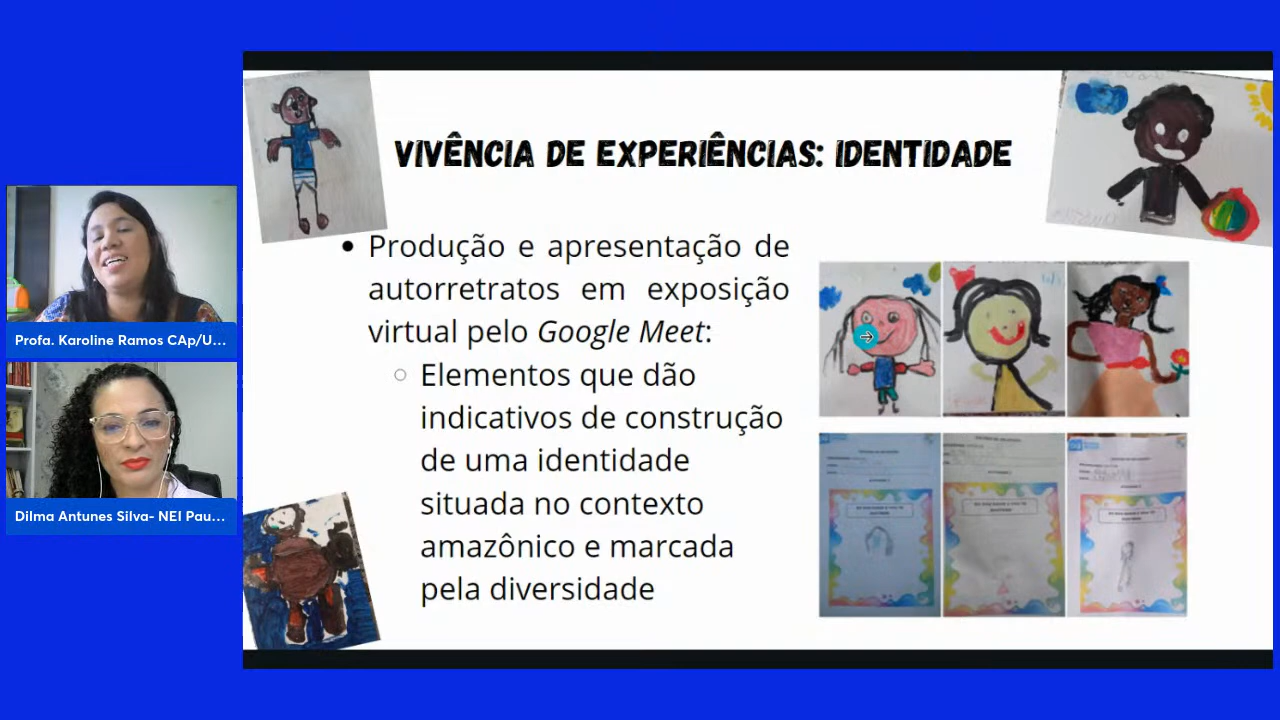 VIVÊNCIA DE EXPERIÊNCIAS: IDENTIDADE
Produção e apresentação de
autorretratos em exposição
virtual pelo Google Meet:
Elementos que dão
indicativos de construção
de uma identidade
situada no contexto
amazônico e marcada
pela diversidade
Profa. Karoline Ramos CAp/U...
Dilma Antunes Silva- NEI Pau...